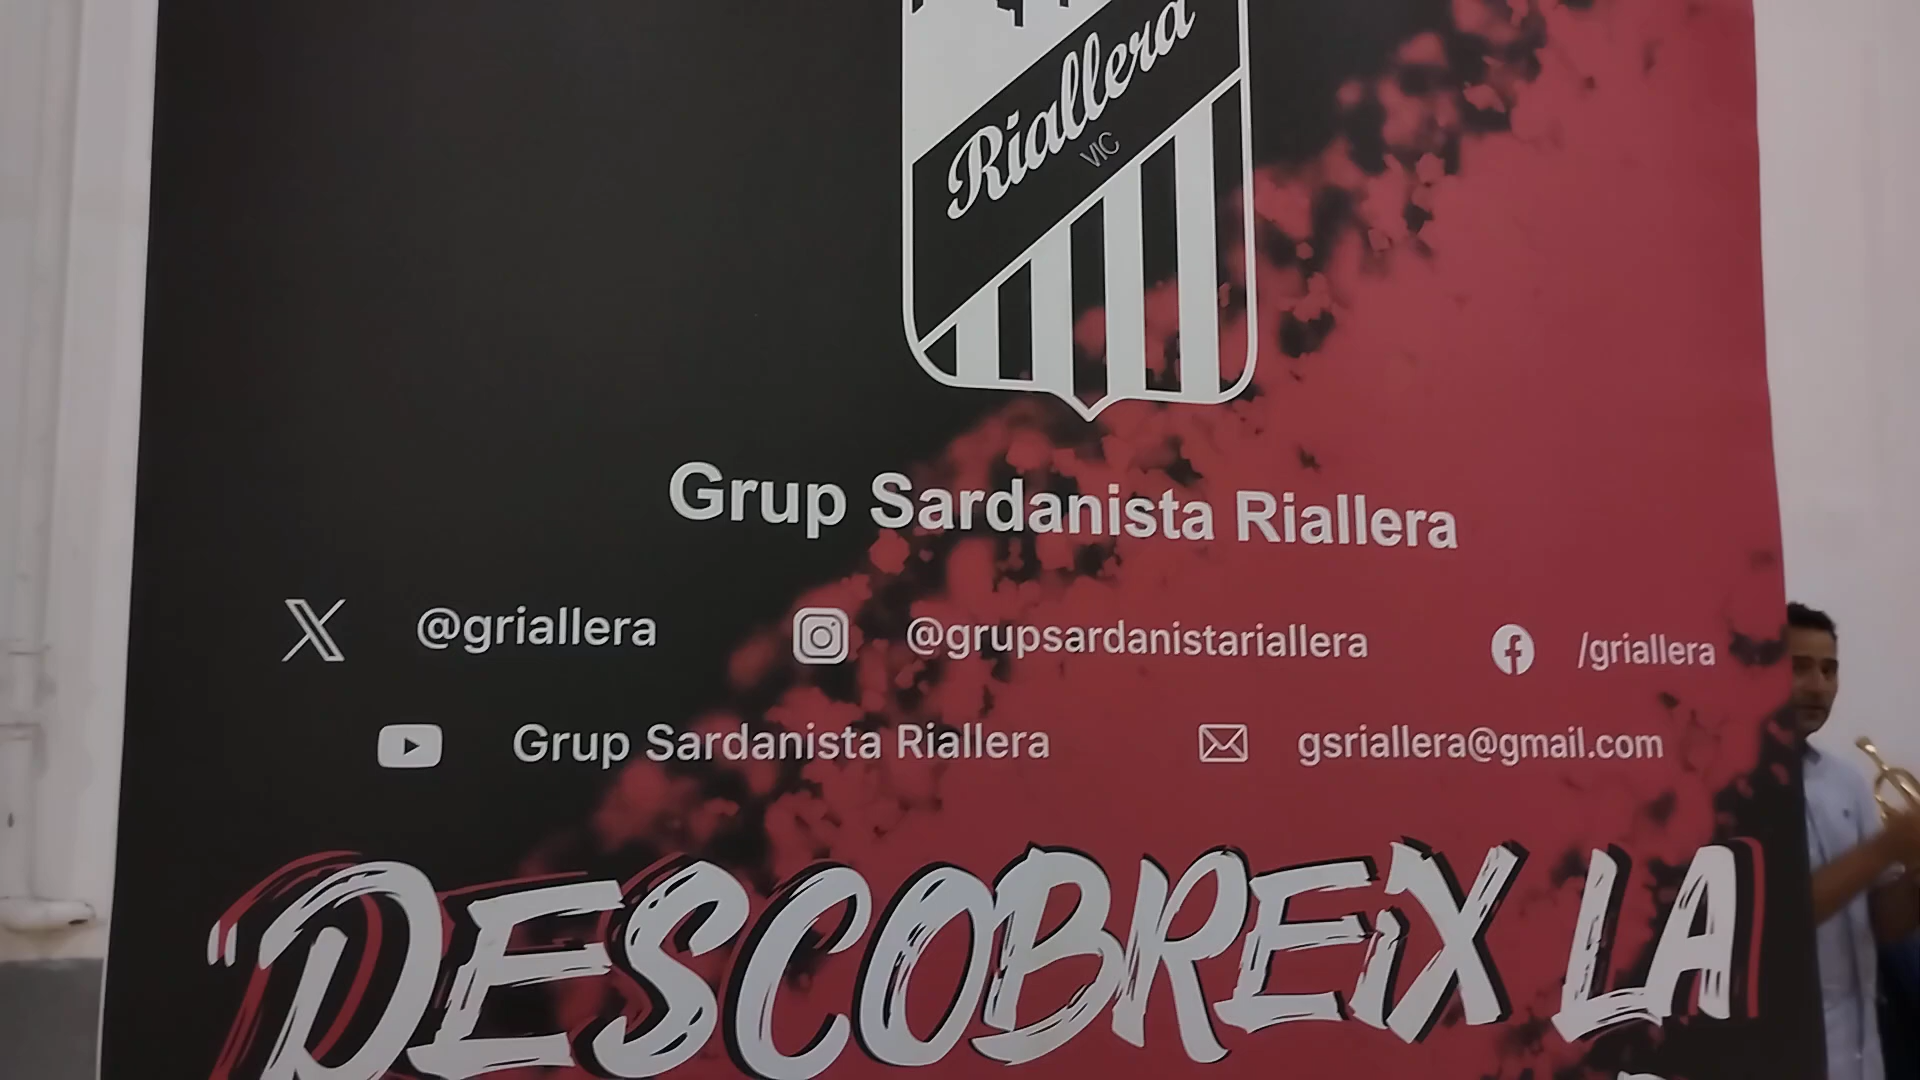 Riallera
VIC
Grup Sardanista Riallera
@griallera @grupsardanistariallera /griallera
Grup Sardanista Riallera gsriallera@gmail.com
"DESCOBREiX LA